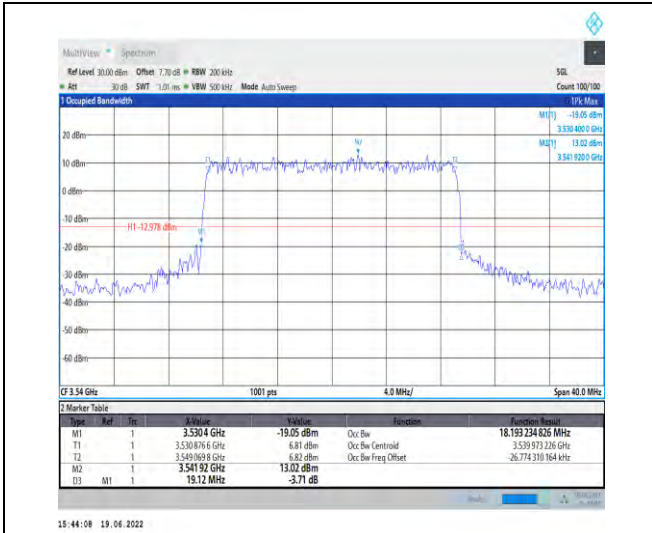 MultiView Spectrum
Ref Level 30.00 dBm Offset 7.70 dB RBW 200 kHz SGL
Att 30 dB SWT 1.01 ms VBW 500 kHz Mode Auto Sweep Count 100/100
1 Occupied Bandwidth 1Pk Max
M1[1] -19.05 dBm
3.530 400 0 GHz
M2[1] 13.02 dBm
3.541 920 0 GHz
20 dBm
M2
T1 T2
10 dBm
0 dBm
-10 dBm
H1 -12.978 dBm
M1
-30 dBm
-40 dBm
-50 dBm
-60 dBm
CF 3.54 GHz 1001 pts 4.0 MHz/ Span 40.0 MHz
2 Marker Table
Type Ref Trc X-Value Y-Value Function Function Result
M1 1 3.530 4 GHz -19.05 dBm Occ Bw 18.193 234 826 MHz
T1 1 3.530 876 6 GHz 6.81 dBm Occ Bw Centroid 3.539 973 226 GHz
T2 1 3.549 069 8 GHz 6.82 dBm Occ Bw Freq Offset -26.774 310 164 kHz
M2 1 3.541 92 GHz 13.02 dBm
D3 M1 1 19.12 MHz -3.71 dB
15:44:08 19.06.2022